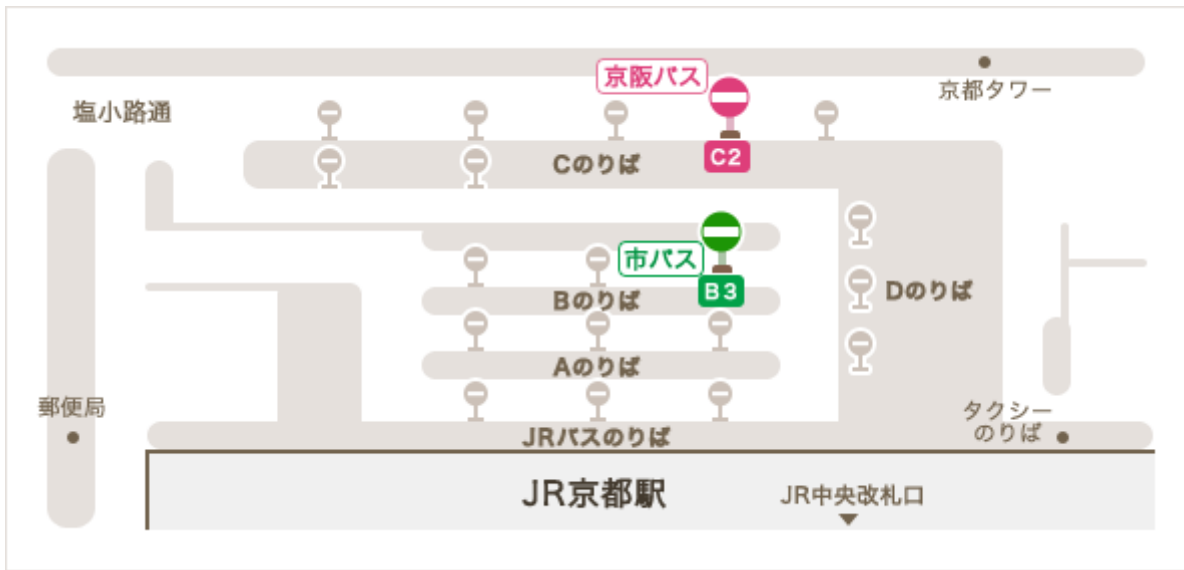 京阪バス
京都タワー
塩小路通
Cのりば
C2
市バス
B3
Bのりば
Dのりば
Aのりば
郵便局
タクシー
のりば
JRバスのりば
JR京都駅
JR中央改札口